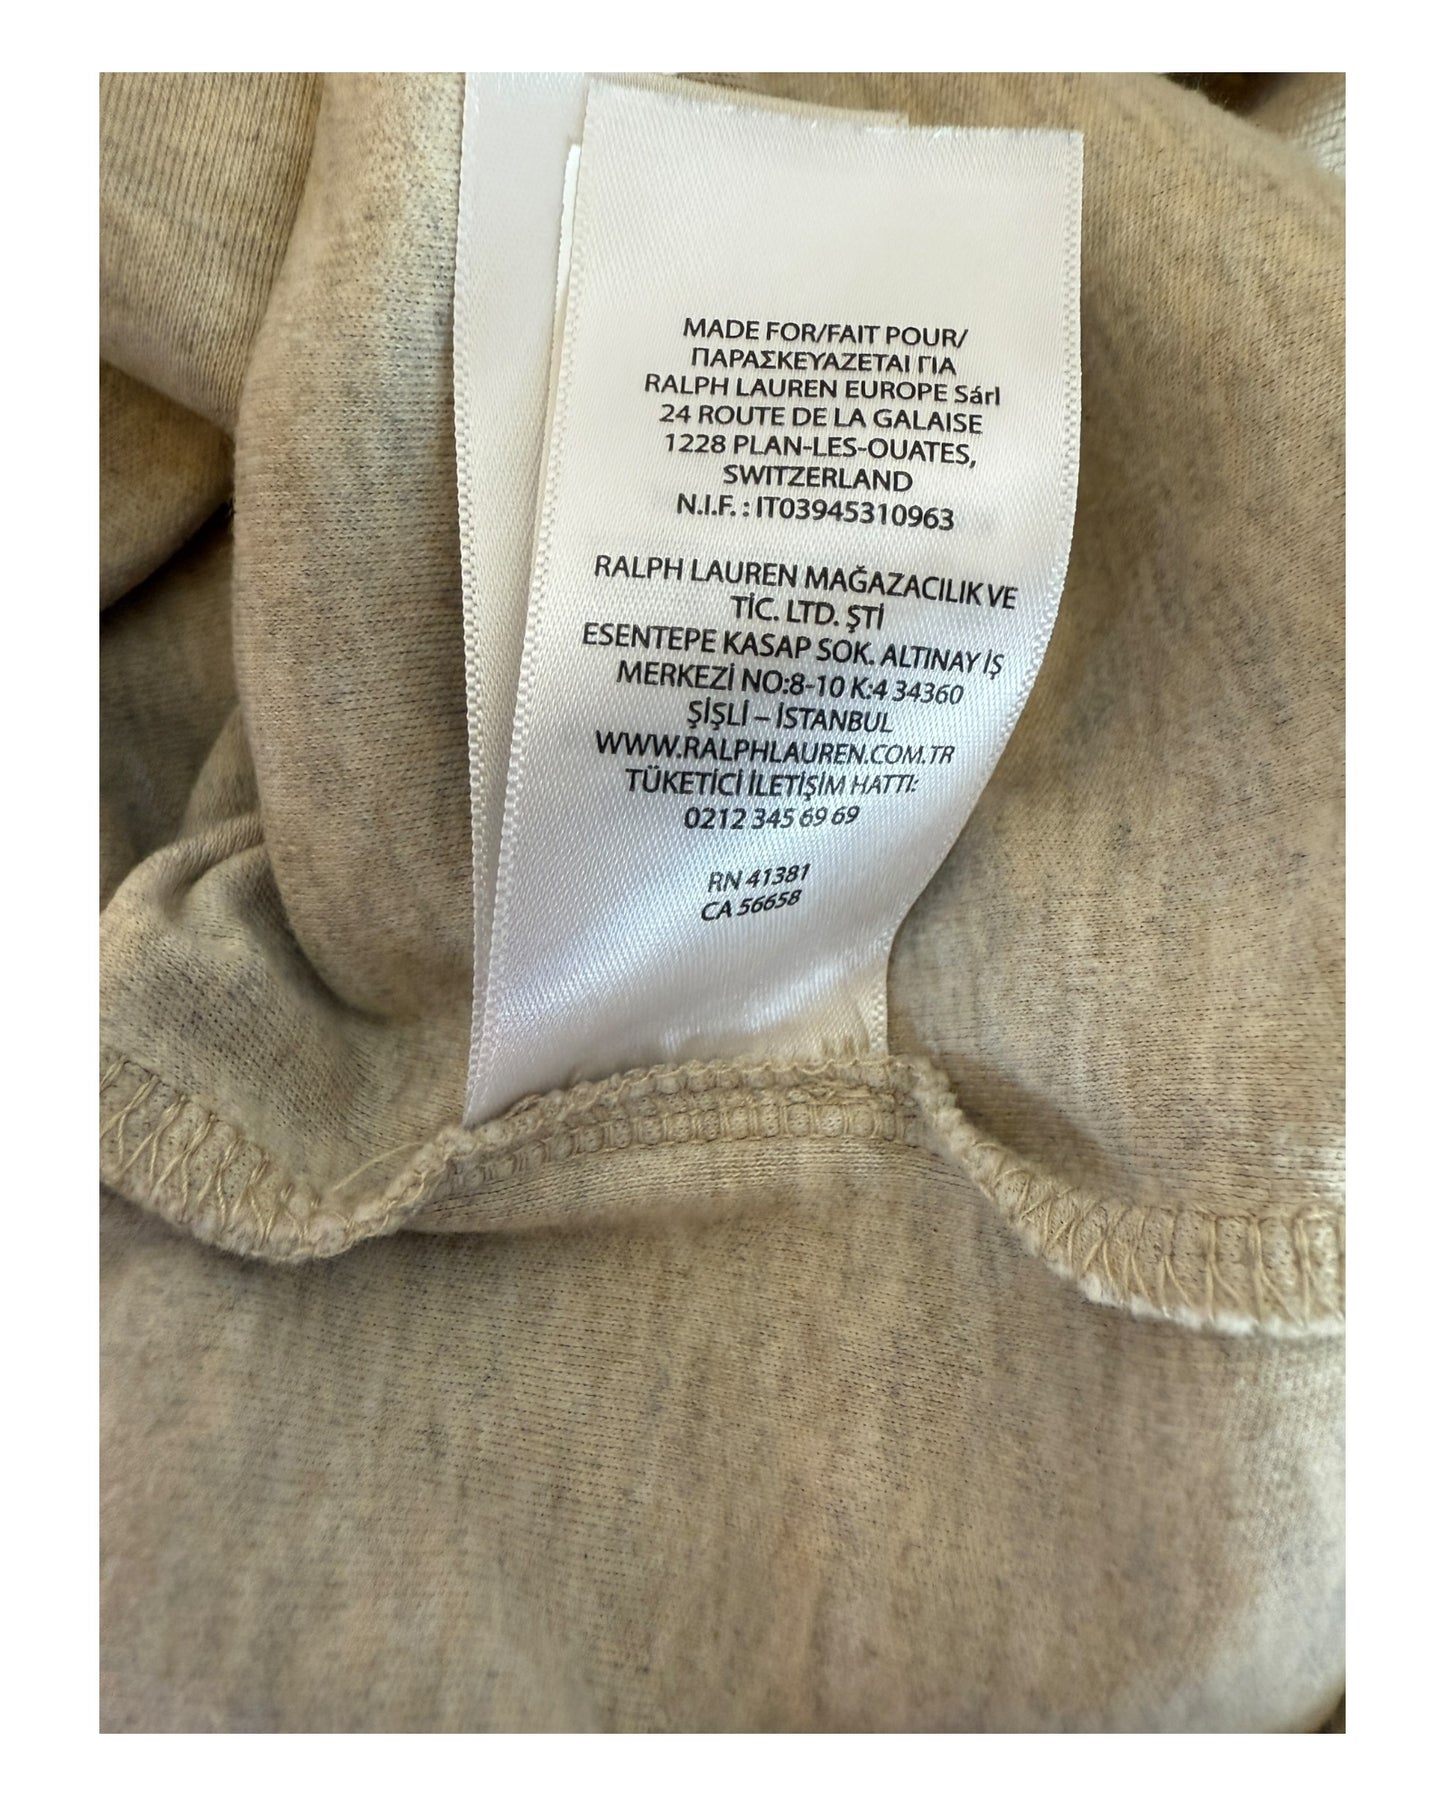 MADE FOR/FAIT POUR/
ΠΑΡΑΣΚΕΥΑΖΕΤΑΙ ΓΙΑ
RALPH LAUREN EUROPE Sárl
24 ROUTE DE LA GALAISE
1228 PLAN-LES-OUATES,
SWITZERLAND
N.I.F. : IT03945310963
RALPH LAUREN MAĞAZACILIK VE
TİC. LTD. ŞTİ
ESENTEPE KASAP SOK. ALTINAY İŞ
MERKEZİ NO:8-10 K:4 34360
ŞİŞLİ – İSTANBUL
WWW.RALPHLAUREN.COM.TR
TÜKETİCİ İLETİŞİM HATTI:
0212 345 69 69
RN 41381
CA 56658